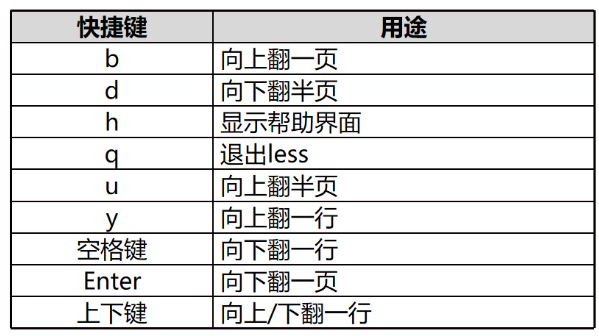 快捷键 用途
b 向上翻一页
d 向下翻半页
h 显示帮助界面
q 退出less
u 向上翻半页
y 向上翻一行
空格键 向下翻一行
Enter 向下翻一页
上下键 向上/下翻一行